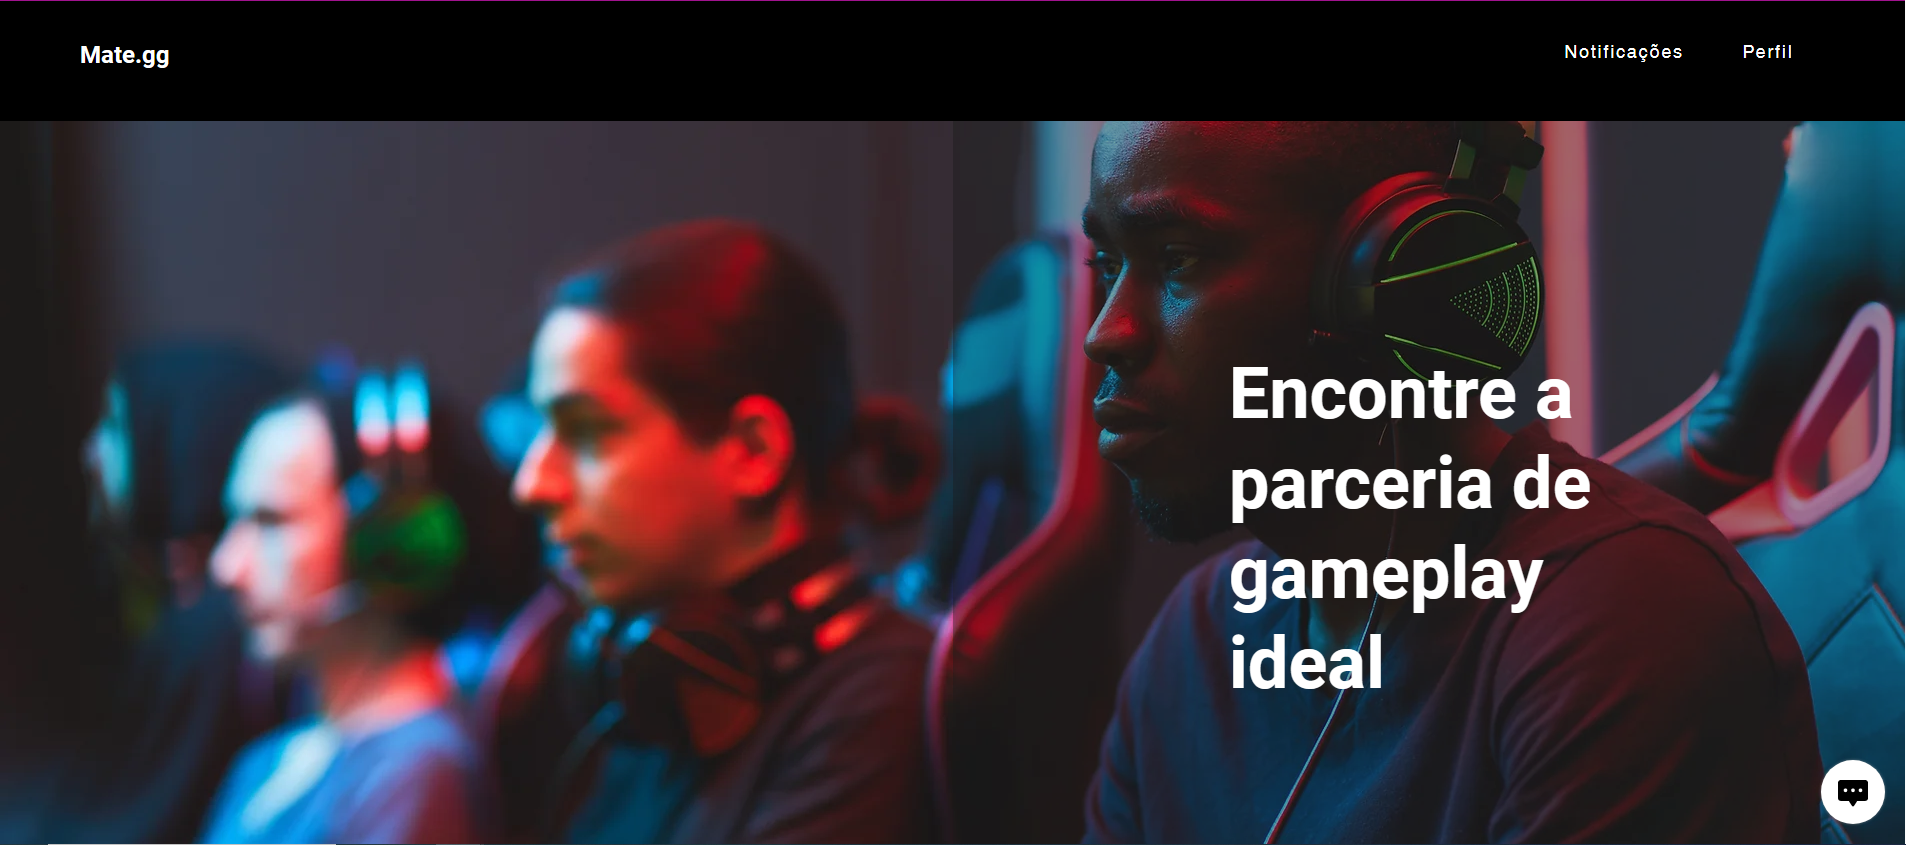 Mate.gg
Notificações
Perfil
Encontre a
parceria de
gameplay
ideal